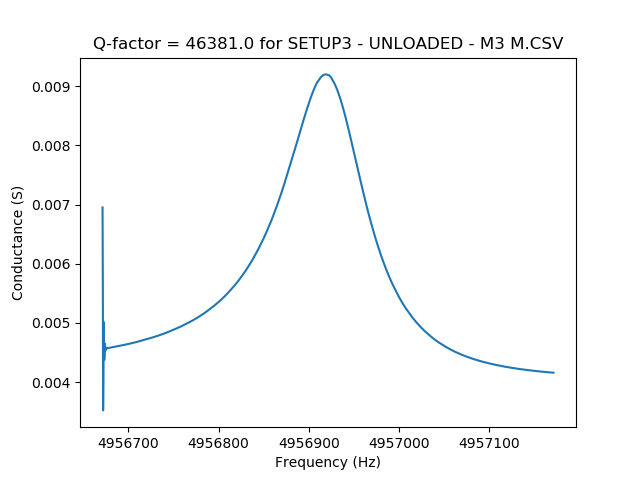 Q-factor = 46381.0 for SETUP3 - UNLOADED - M3 M.CSV
0.009
0.008
0.007
0.006
0.005
0.004
Conductance (S)
4956700 4956800 4956900 4957000 4957100
Frequency (Hz)